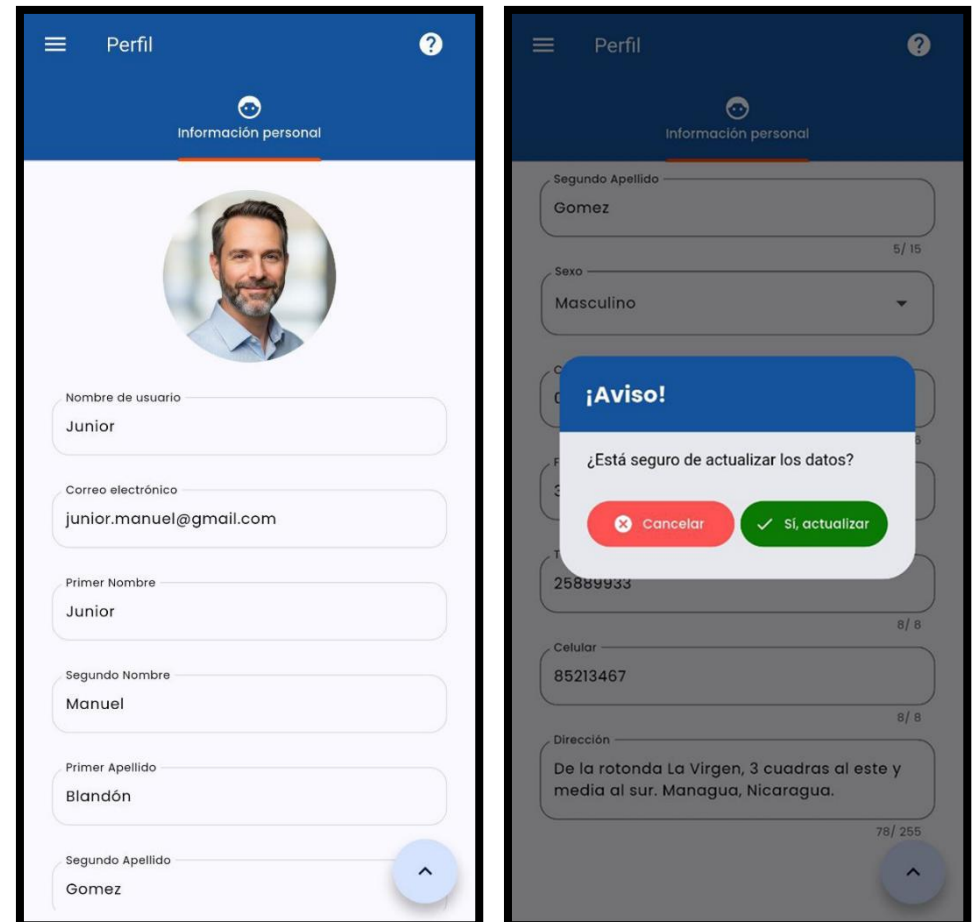 Perfil
Información personal
Nombre de usuario
Junior
Correo electrónico
junior.manuel@gmail.com
Primer Nombre
Junior
Segundo Nombre
Manuel
Primer Apellido
Blandón
Segundo Apellido
Gomez
Perfil
Información personal
Segundo Apellido
Gomez
5/ 15
Sexo
Masculino
¡Aviso!
¿Está seguro de actualizar los datos?
Cancelar
Sí, actualizar
25889933
8/ 8
Celular
85213467
8/ 8
Dirección
De la rotonda La Virgen, 3 cuadras al este y
media al sur. Managua, Nicaragua.
78/ 255